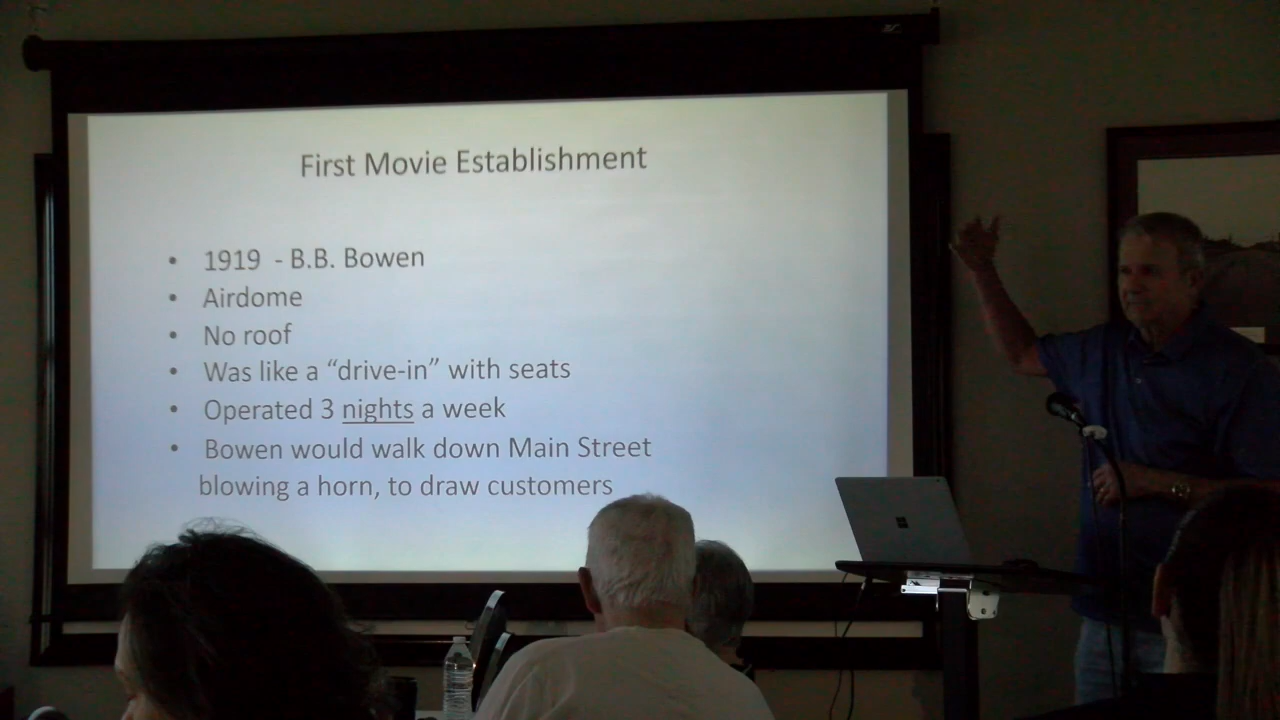 First Movie Establishment
• 1919 - B.B. Bowen
• Airdome
• No roof
• Was like a “drive-in” with seats
• Operated 3 nights a week
• Bowen would walk down Main Street
blowing a horn, to draw customers